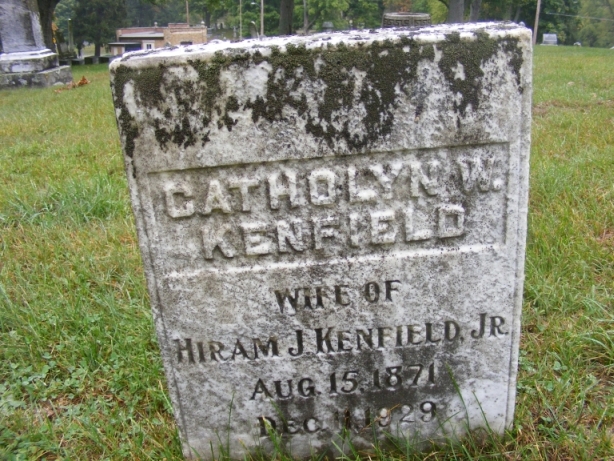 CATHOLYN W.
KENFIELD
WIFE OF
HIRAM J. KENFIELD, JR.
AUG. 15, 1871
DEC. 1929